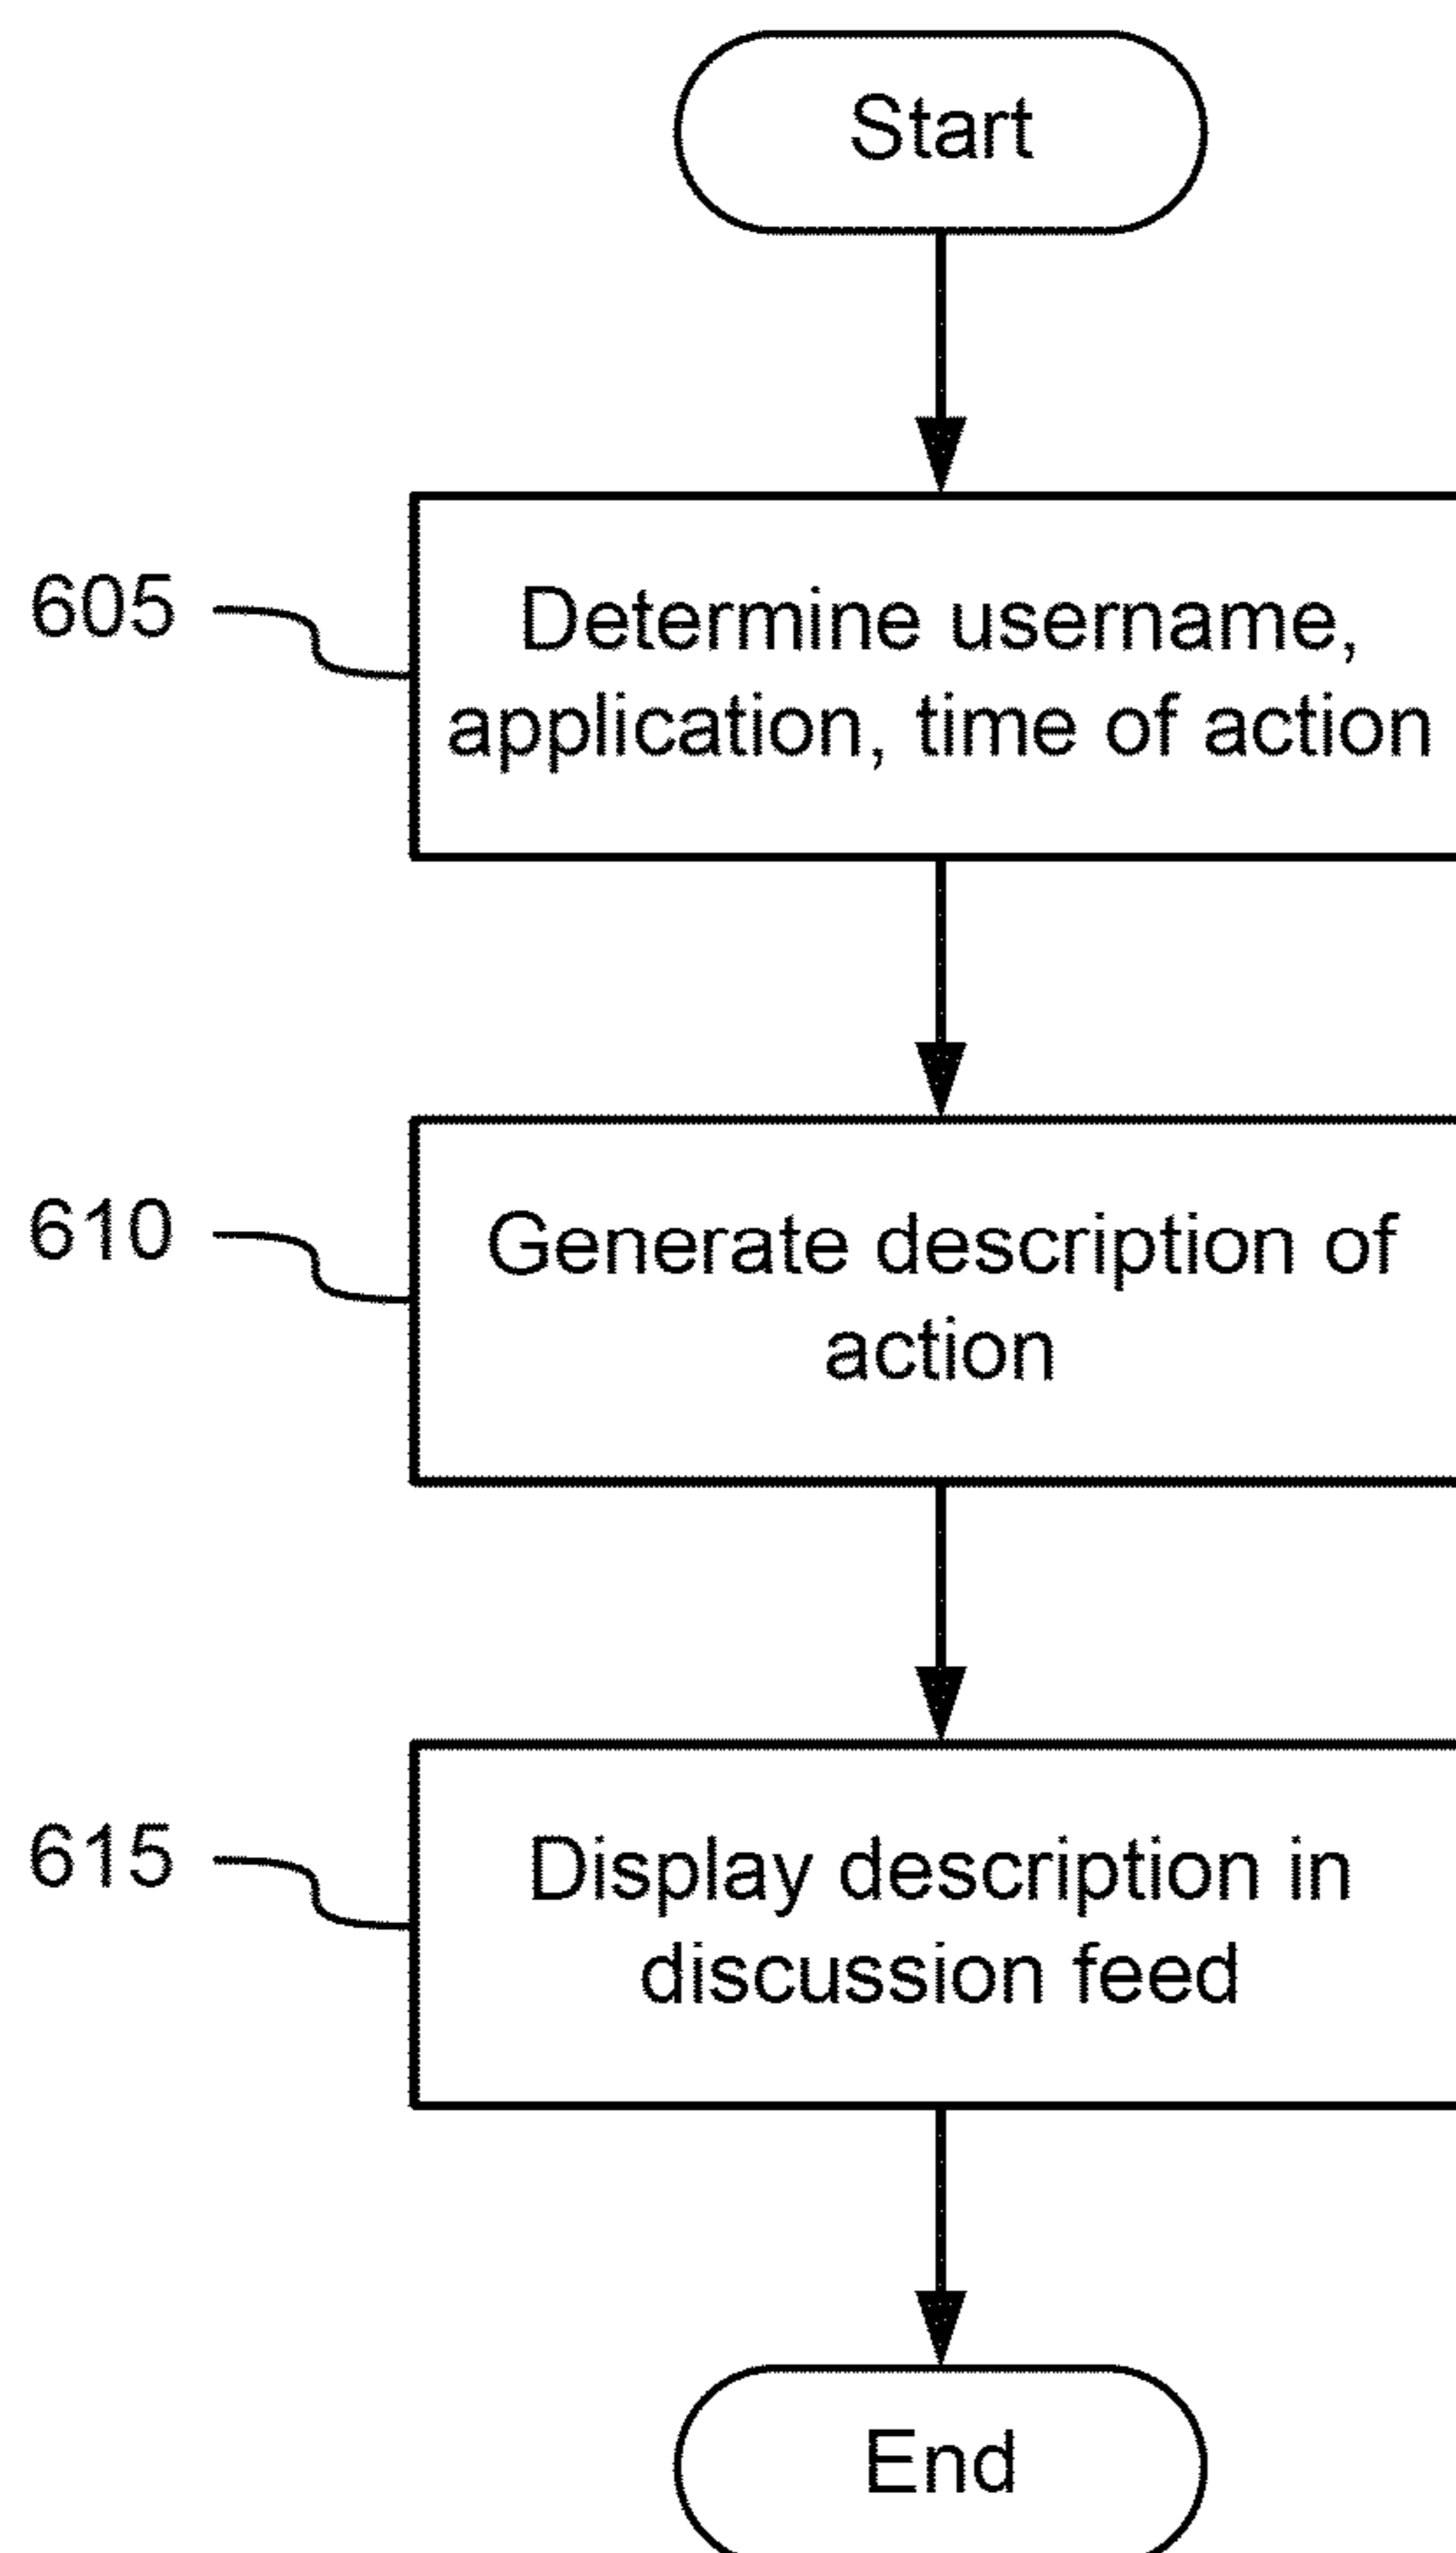 Start
605
Determine username,
application, time of action
610
Generate description of
action
615
Display description in
discussion feed
End